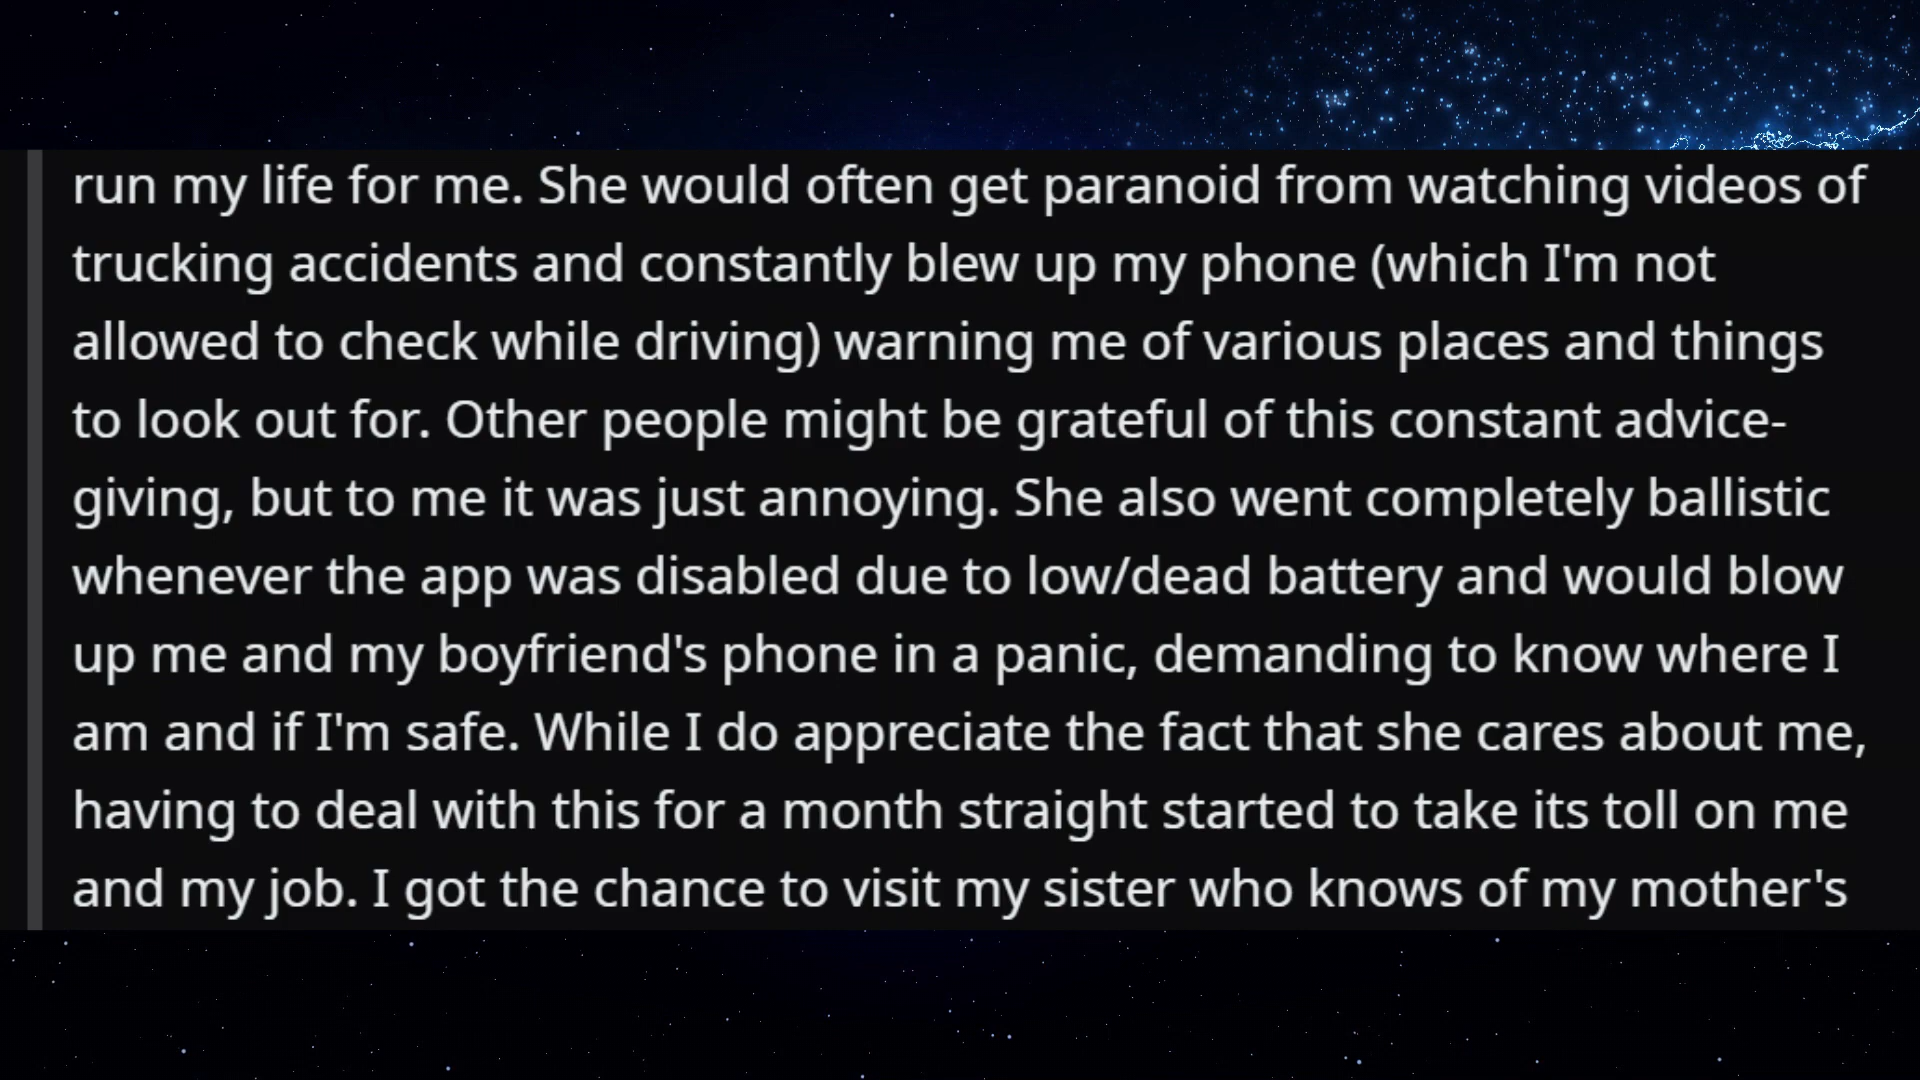 run my life for me. She would often get paranoid from watching videos of
trucking accidents and constantly blew up my phone (which I'm not
allowed to check while driving) warning me of various places and things
to look out for. Other people might be grateful of this constant advice-
giving, but to me it was just annoying. She also went completely ballistic
whenever the app was disabled due to low/dead battery and would blow
up me and my boyfriend's phone in a panic, demanding to know where I
am and if I'm safe. While I do appreciate the fact that she cares about me,
having to deal with this for a month straight started to take its toll on me
and my job. I got the chance to visit my sister who knows of my mother's